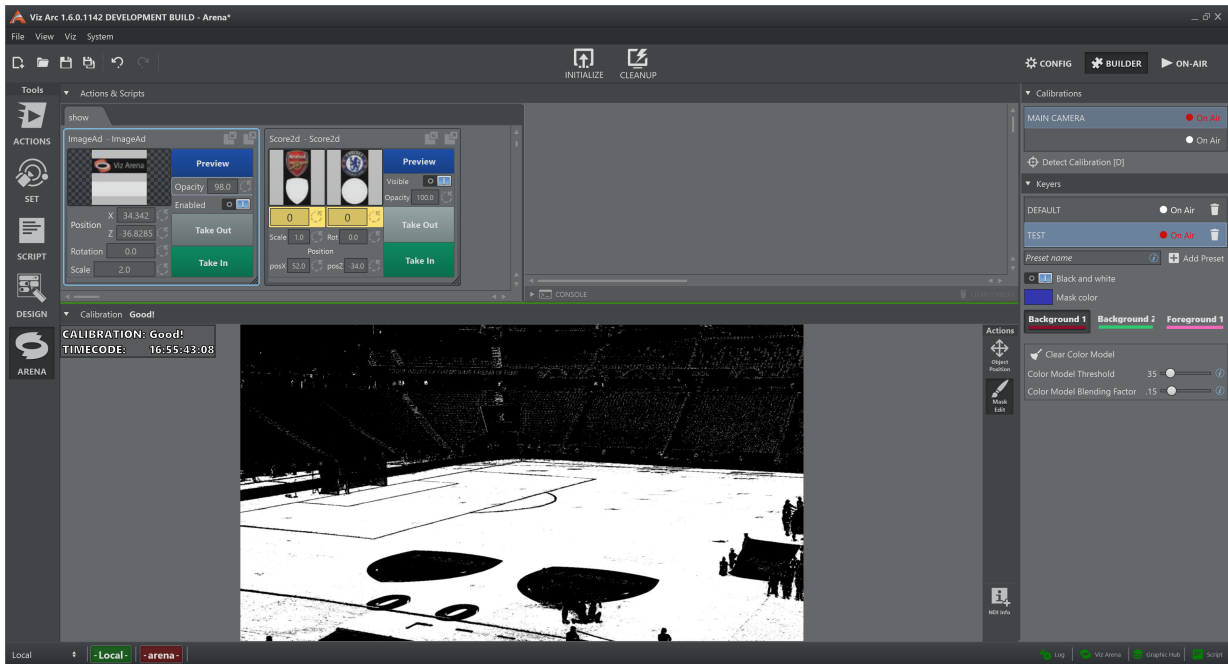 Viz Arc 1.6.0.1142 DEVELOPMENT BUILD - Arena*
File View Viz System
INITIALIZE CLEANUP
CONFIG BUILDER ON-AIR
Tools
ACTIONS
SET
SCRIPT
DESIGN
ARENA
Actions & Scripts
show
ImageAd - ImageAd
Viz Arena
Preview
Opacity 98.0
Enabled
Position X 34.342
Z -36.8285
Take Out
Rotation 0.0
Scale 2.0
Take In
Score2d - Score2d
Arsenal
Preview
Visible
Opacity 100.0
0 0
Take Out
Scale 1.0 Rot 0.0
Position
posX 52.0 posZ -34.0
Take In
CONSOLE
Calibration Good!
CALIBRATION: Good!
TIMECODE: 16:55:43:08
Actions
Object
Position
Mask
Edit
NDI Info
Calibrations
MAIN CAMERA On Air
On Air
Detect Calibration [D]
Keyers
DEFAULT On Air
TEST On Air
Preset name Add Preset
Black and white
Mask color
Background 1 Background 2 Foreground 1
Clear Color Model
Color Model Threshold 35
Color Model Blending Factor .15
Local -Local- -arena-
Log Viz Arena Graphic Hub Script